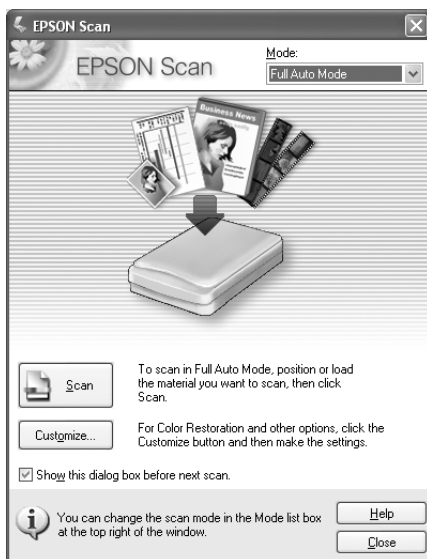 EPSON Scan
EPSON Scan
Mode:
Full Auto Mode
Business News
Scan
To scan in Full Auto Mode, position or load
the material you want to scan, then click
Scan.
Customize...
For Color Restoration and other options, click the
Customize button and then make the settings.
Show this dialog box before next scan.
You can change the scan mode in the Mode list box
at the top right of the window.
Help
Close